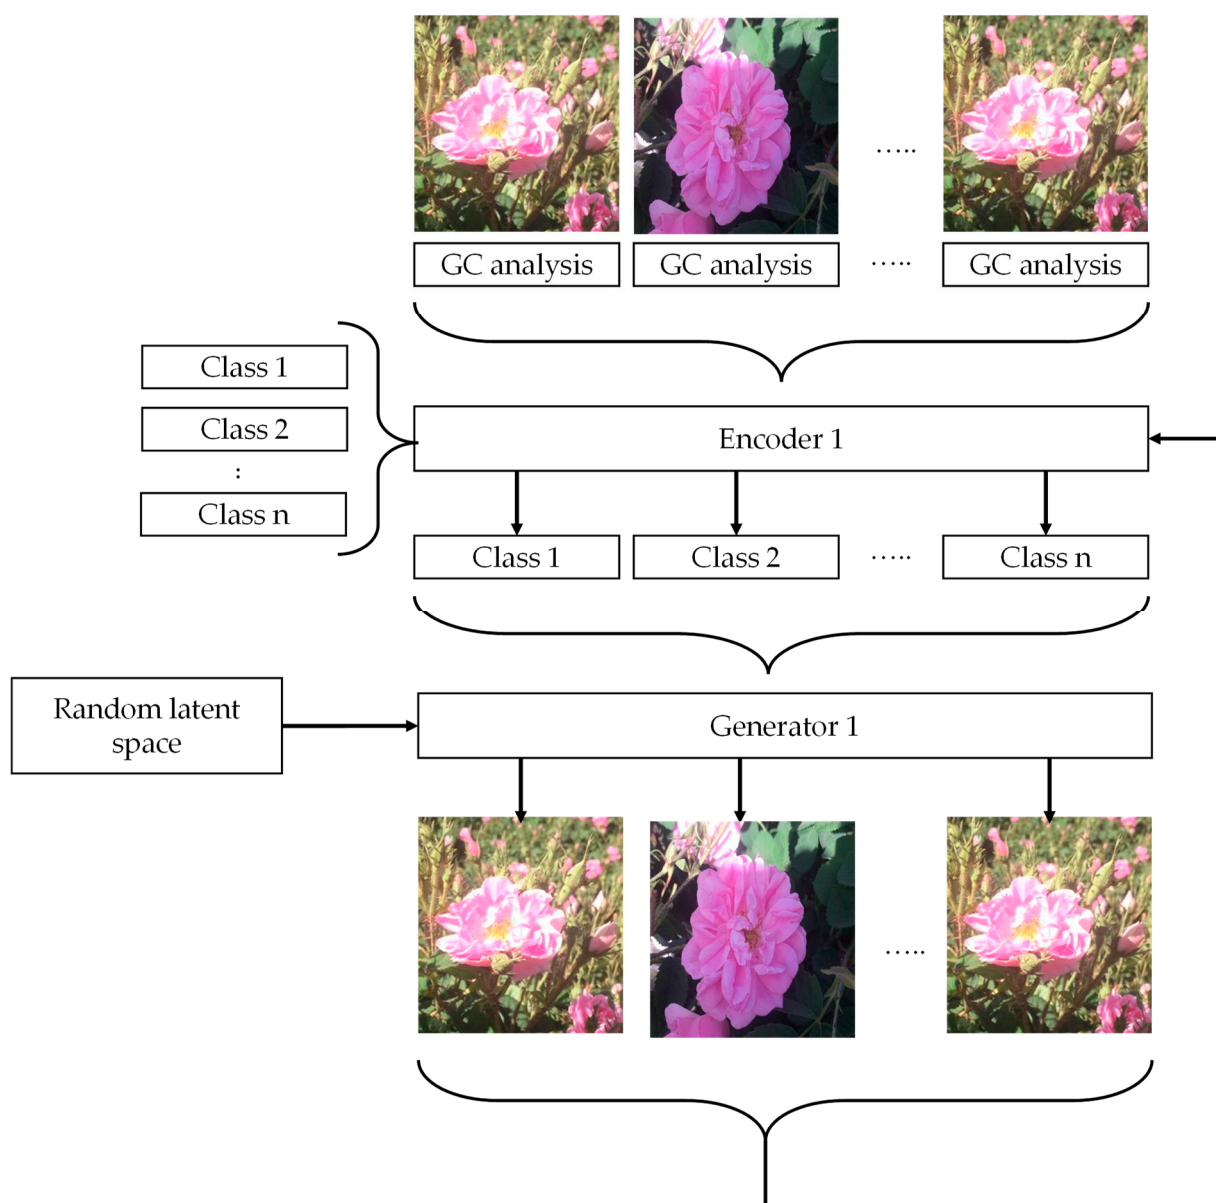 …..
GC analysis
GC analysis
…..
GC analysis
Class 1
Class 2
:
Class n
Encoder 1
Class 1
Class 2
…..
Class n
Random latent
space
Generator 1
…..